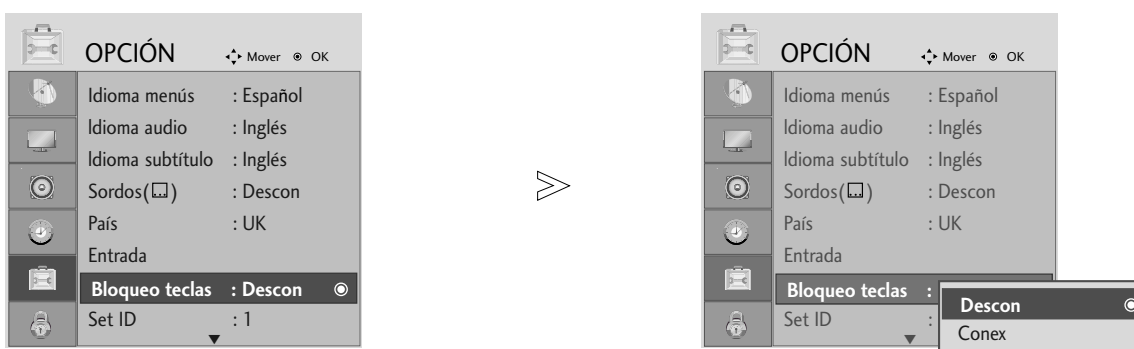 OPCIÓN Mover OK
Idioma menús : Español
Idioma audio : Inglés
Idioma subtítulo : Inglés
Sordos( ) : Descon
País : UK
Entrada
Bloqueo teclas : Descon
Set ID : 1
OPCIÓN Mover OK
Idioma menús : Español
Idioma audio : Inglés
Idioma subtítulo : Inglés
Sordos( ) : Descon
País : UK
Entrada
Bloqueo teclas :
Set ID :
Descon
Conex